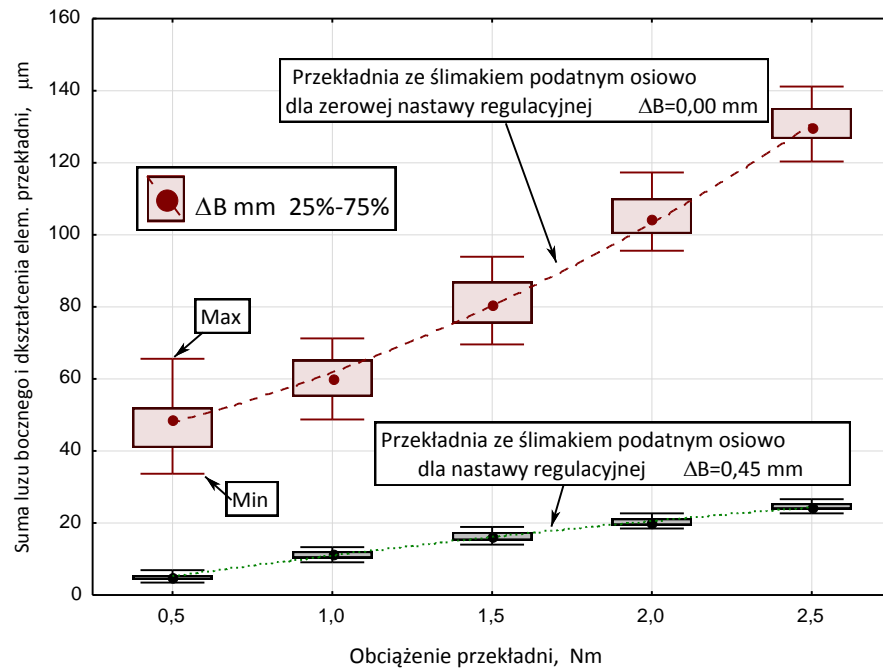 Suma luzu bocznego i dkształcenia elem. przekładni, μm
160
140
120
100
80
60
40
20
0
Przekładnia ze ślimakiem podatnym osiowo
dla zerowej nastawy regulacyjnej ΔB=0,00 mm
ΔB mm 25%-75%
Max
Min
Przekładnia ze ślimakiem podatnym osiowo
dla nastawy regulacyjnej ΔB=0,45 mm
0,5 1,0 1,5 2,0 2,5
Obciążenie przekładni, Nm